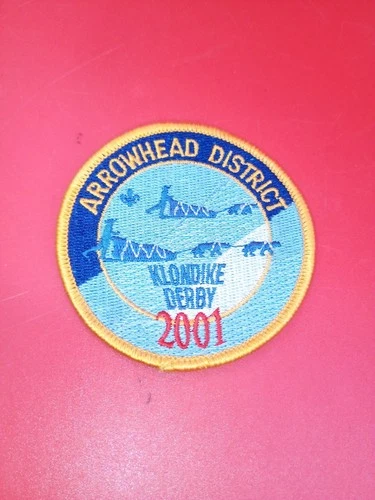 ARROWHEAD DISTRICT
KLONDIKE
DERBY
2001